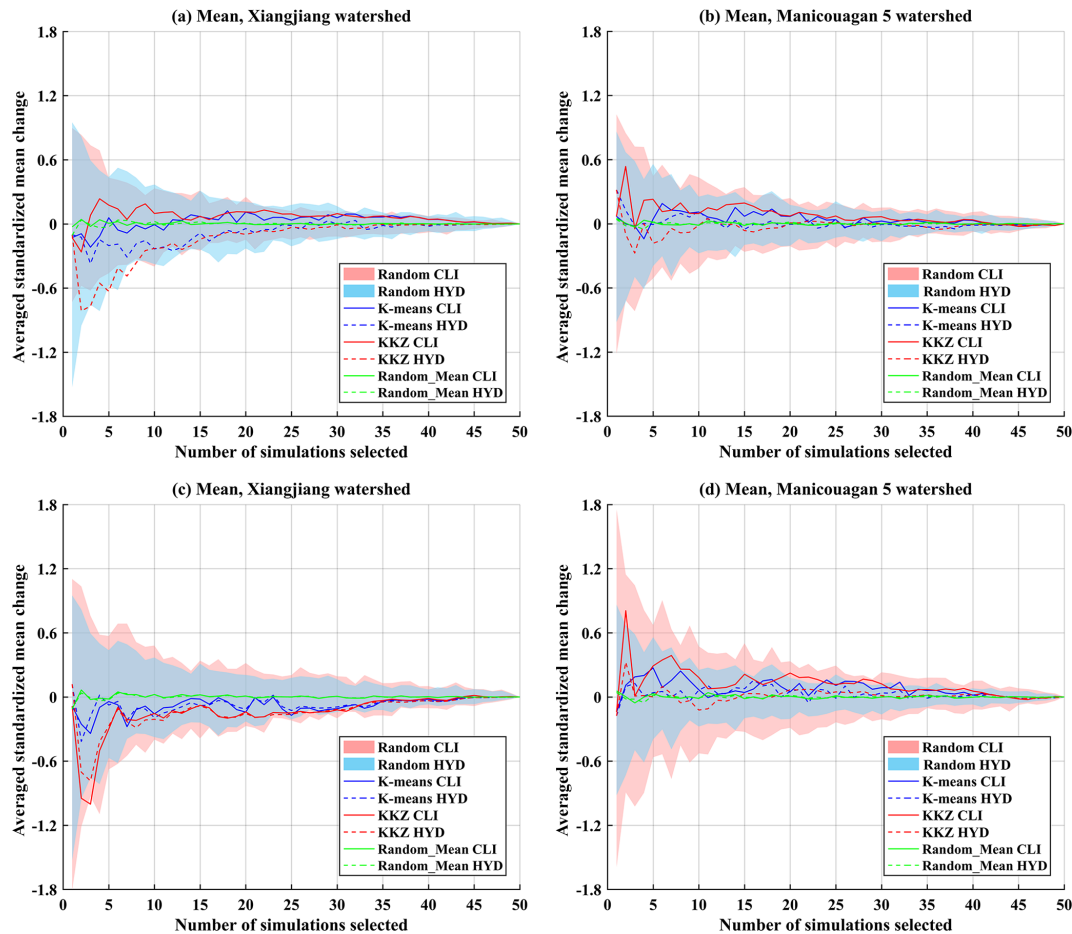 (a) Mean, Xiangjiang watershed
Averaged standardized mean change
1.8
1.2
0.6
0
-0.6
-1.2
-1.8
Random CLI
Random HYD
K-means CLI
K-means HYD
KKZ CLI
KKZ HYD
Random_Mean CLI
Random_Mean HYD
0 5 10 15 20 25 30 35 40 45 50
Number of simulations selected
(b) Mean, Manicouagan 5 watershed
Averaged standardized mean change
1.8
1.2
0.6
0
-0.6
-1.2
-1.8
Random CLI
Random HYD
K-means CLI
K-means HYD
KKZ CLI
KKZ HYD
Random_Mean CLI
Random_Mean HYD
0 5 10 15 20 25 30 35 40 45 50
Number of simulations selected
(c) Mean, Xiangjiang watershed
Averaged standardized mean change
1.8
1.2
0.6
0
-0.6
-1.2
-1.8
Random CLI
Random HYD
K-means CLI
K-means HYD
KKZ CLI
KKZ HYD
Random_Mean CLI
Random_Mean HYD
0 5 10 15 20 25 30 35 40 45 50
Number of simulations selected
(d) Mean, Manicouagan 5 watershed
Averaged standardized mean change
1.8
1.2
0.6
0
-0.6
-1.2
-1.8
Random CLI
Random HYD
K-means CLI
K-means HYD
KKZ CLI
KKZ HYD
Random_Mean CLI
Random_Mean HYD
0 5 10 15 20 25 30 35 40 45 50
Number of simulations selected